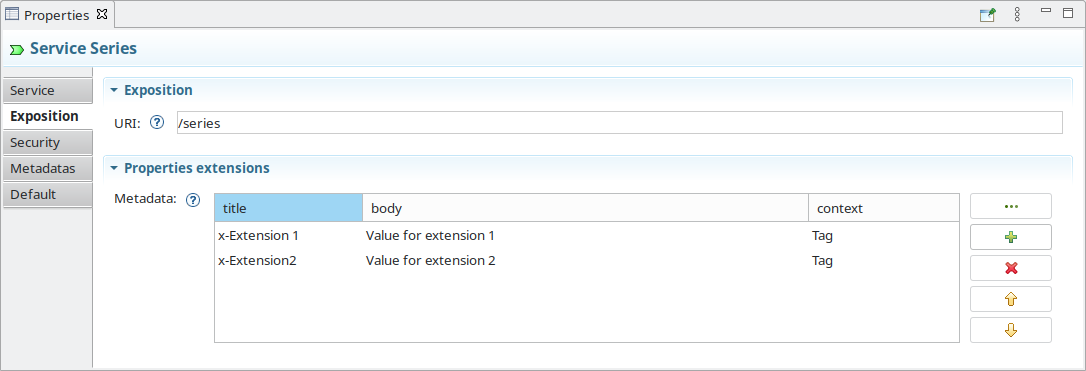 Properties
Service Series
Service
Exposition
Security
Metadatas
Default
Exposition
URI: ? /series
Properties extensions
Metadata: ?
title body context
x-Extension 1 Value for extension 1 Tag
x-Extension2 Value for extension 2 Tag